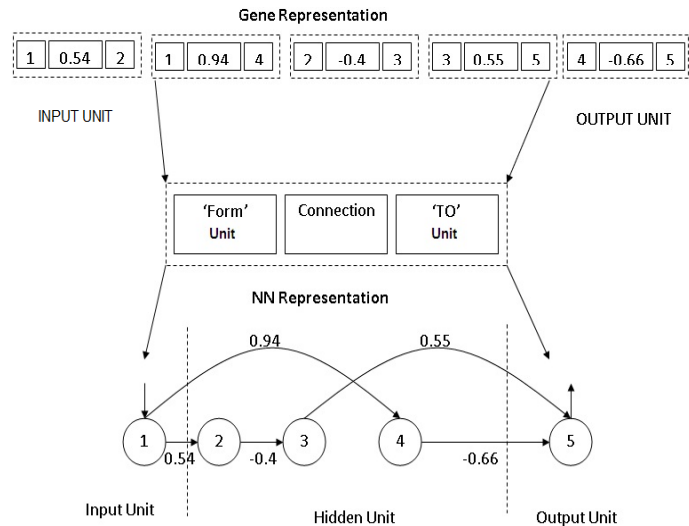 Gene Representation
1 0.54 2 1 0.94 4 2 -0.4 3 3 0.55 5 4 -0.66 5
INPUT UNIT OUTPUT UNIT
'Form' Connection 'TO'
Unit Unit
NN Representation
0.94 0.55
1 2 3 4 5
0.54 -0.4 -0.66
Input Unit Hidden Unit Output Unit